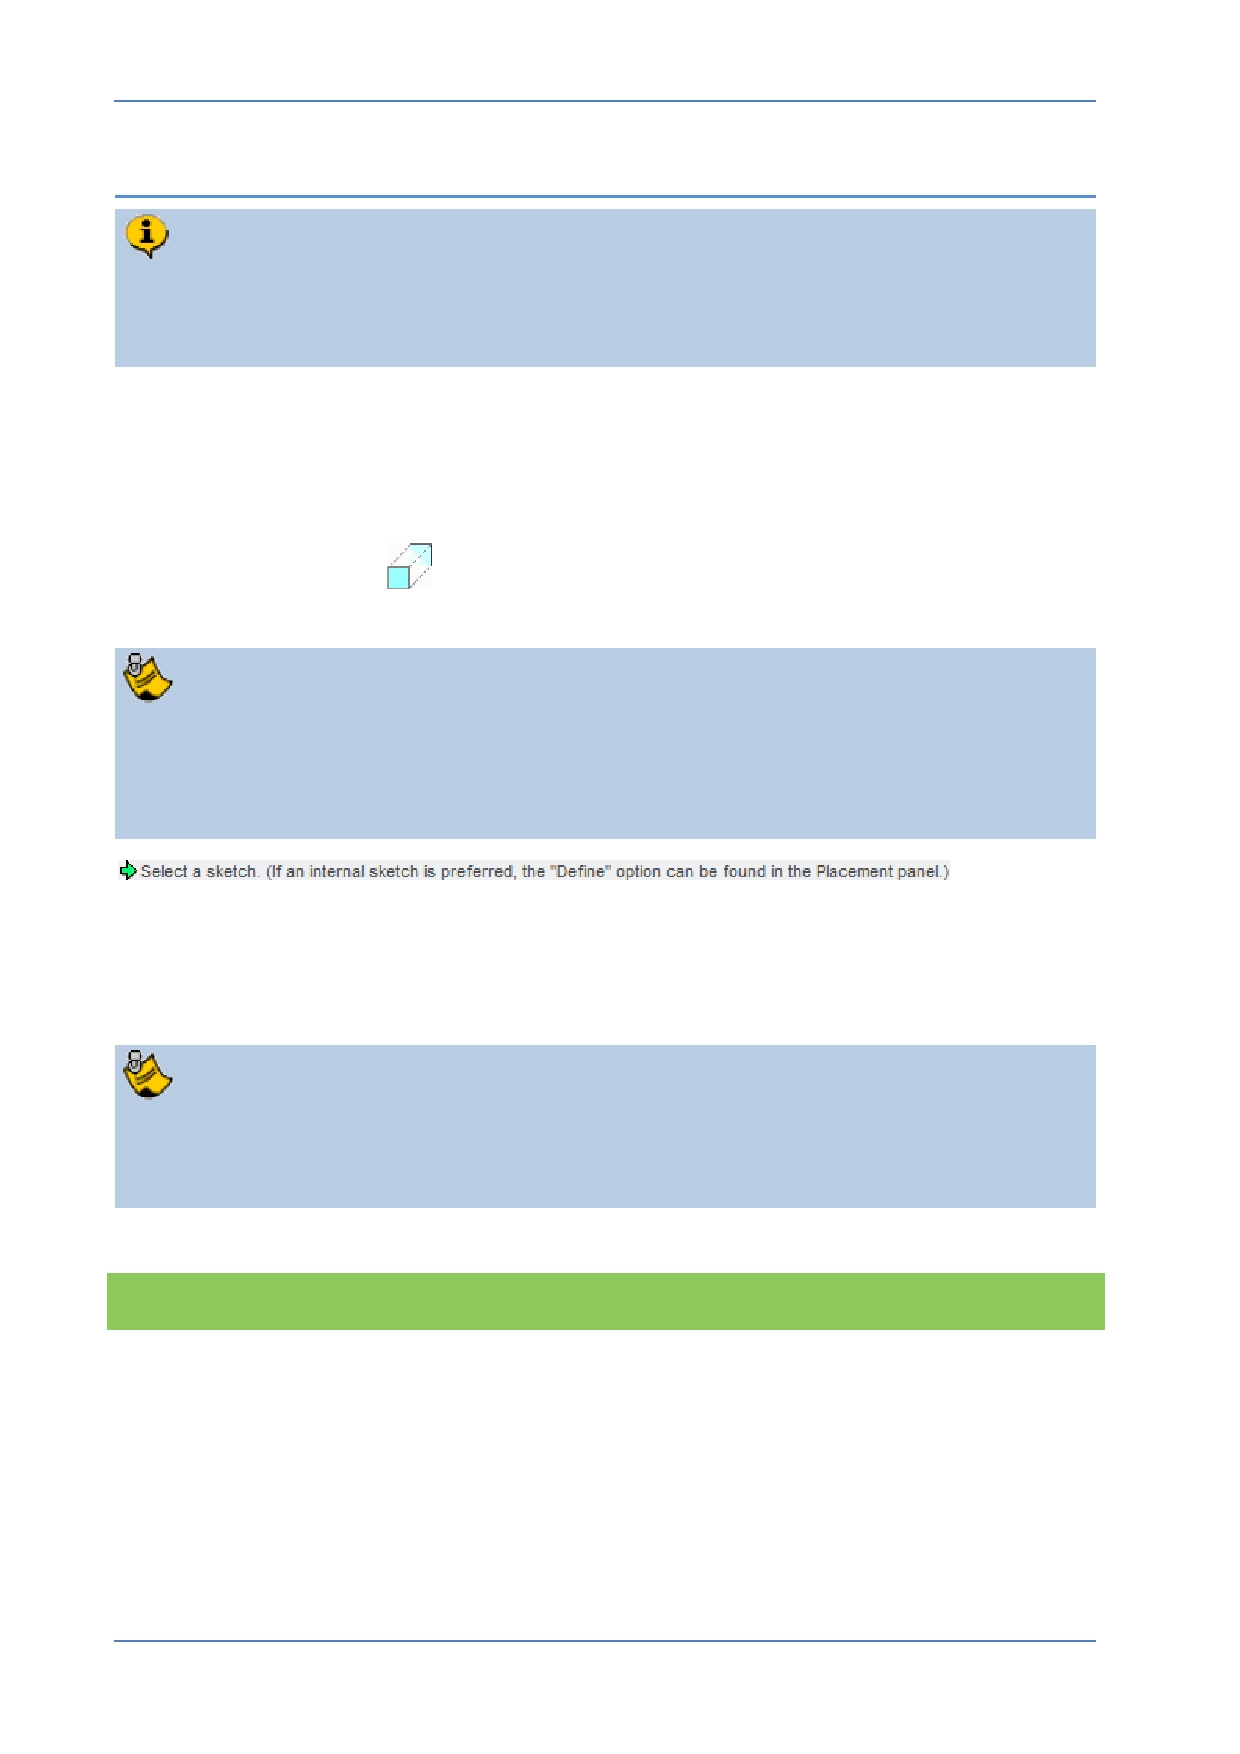 Select a sketch. (If an internal sketch is preferred, the "Define" option can be found in the Placement panel.)